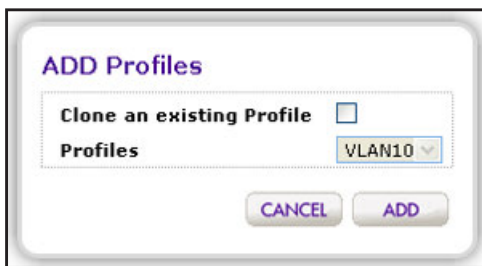 ADD Profiles
Clone an existing Profile
Profiles VLAN10
CANCEL ADD